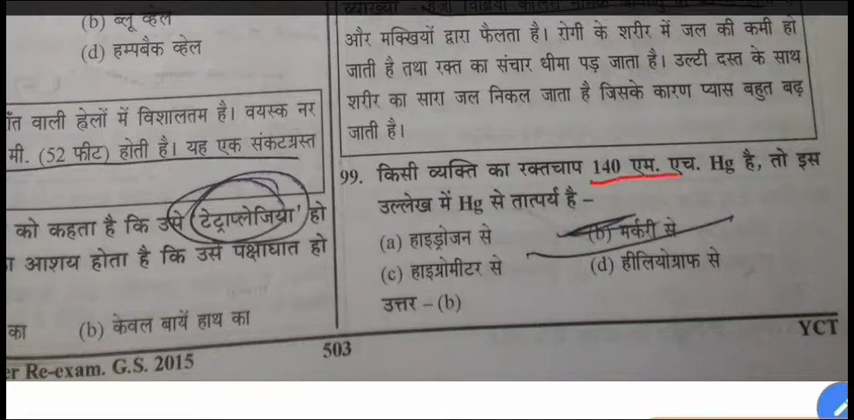 (b) ब्लू व्हेल
(d) हम्पबैक व्हेल
वाली ह्वेलों में विशालतम है। वयस्क नर
मी. (52 फीट) होती है। यह एक संकटग्रस्त
को कहता है कि उसे 'टेट्राप्लेजिया' हो
आशय होता है कि उसे पक्षाघात हो
का (b) केवल बायें हाथ का
और मक्खियों द्वारा फैलता है। रोगी के शरीर में जल की कमी हो
जाती है तथा रक्त का संचार धीमा पड़ जाता है। उल्टी दस्त के साथ
शरीर का सारा जल निकल जाता है जिसके कारण प्यास बहुत बढ़
जाती है।
99. किसी व्यक्ति का रक्तचाप 140 एम. एच. Hg है, तो इस
उल्लेख में Hg से तात्पर्य है –
(a) हाइड्रोजन से (b) मर्करी से
(c) हाइग्रोमीटर से (d) हीलियोग्राफ से
उत्तर – (b)
Re-exam. G.S. 2015 503 YCT